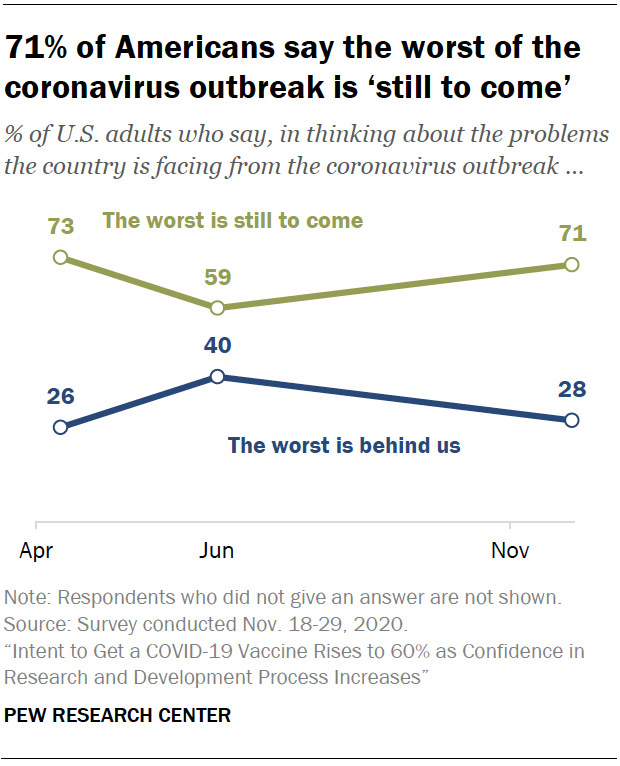 71% of Americans say the worst of the
coronavirus outbreak is ‘still to come’
% of U.S. adults who say, in thinking about the problems
the country is facing from the coronavirus outbreak ...
73 The worst is still to come 71
59
40
26 28
The worst is behind us
Apr Jun Nov
Note: Respondents who did not give an answer are not shown.
Source: Survey conducted Nov. 18-29, 2020.
“Intent to Get a COVID-19 Vaccine Rises to 60% as Confidence in
Research and Development Process Increases”
PEW RESEARCH CENTER